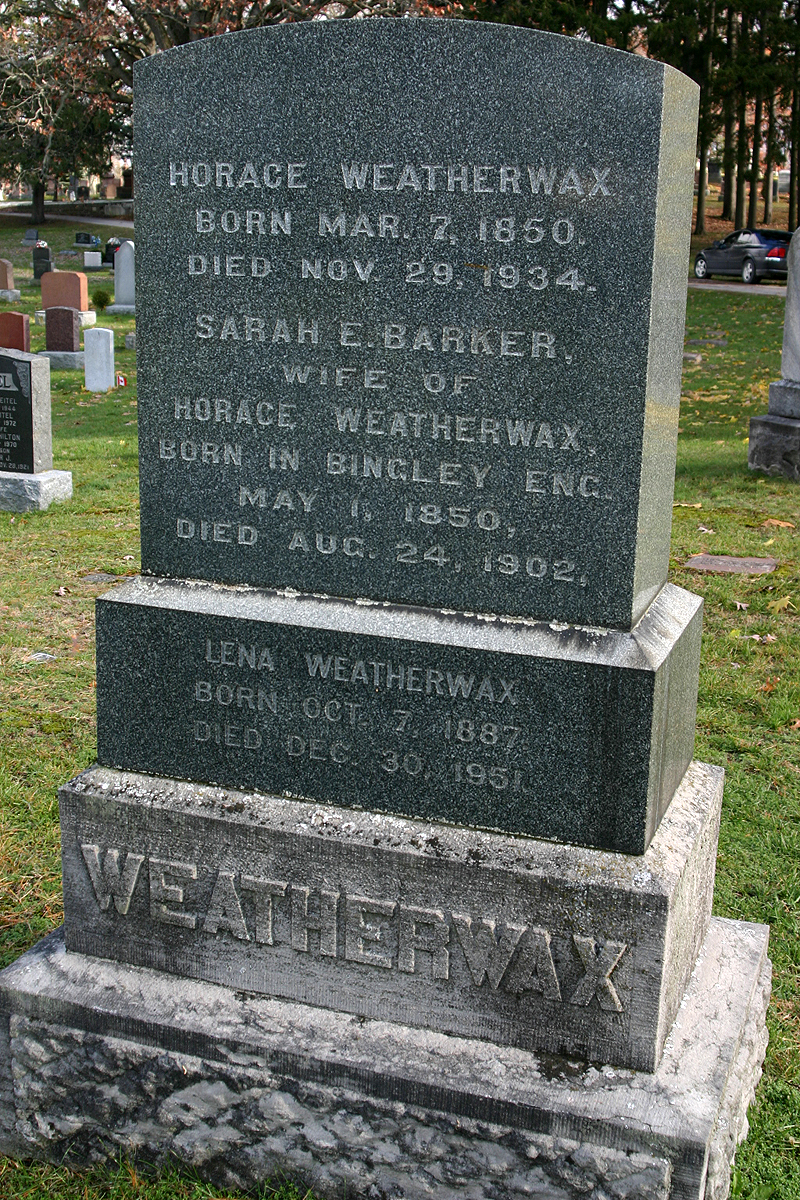 HORACE WEATHERWAX
BORN MAR. 7, 1850,
DIED NOV. 29, 1934.
SARAH E. BARKER,
WIFE OF
HORACE WEATHERWAX,
BORN IN BINGLEY ENG.
MAY 1, 1850,
DIED AUG. 24, 1902,
LENA WEATHERWAX
BORN OCT. 7, 1887
DIED DEC. 30, 1951.
WEATHERWAX